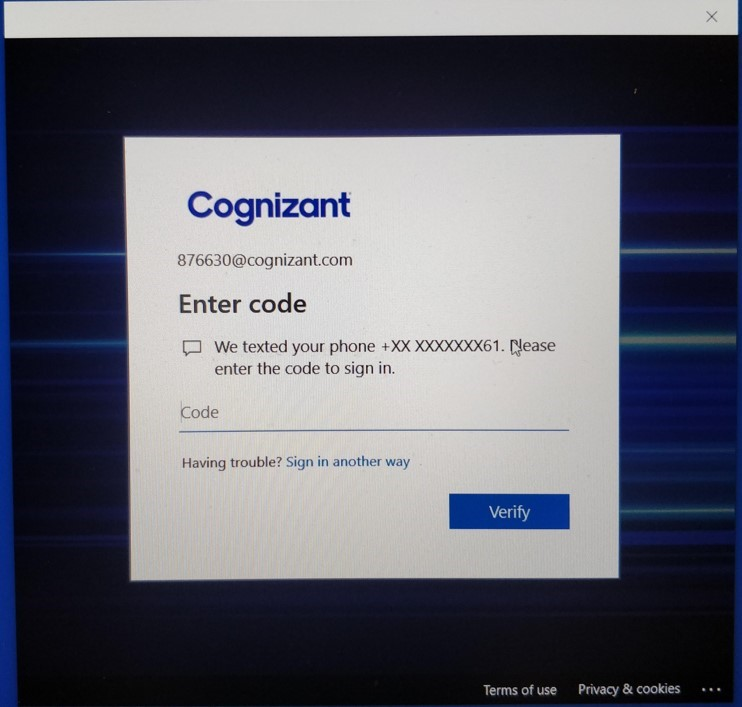 Cognizant
876630@cognizant.com
Enter code
We texted your phone +XX XXXXXXX61. Please
enter the code to sign in.
Code
Having trouble? Sign in another way
Verify
Terms of use Privacy & cookies ...